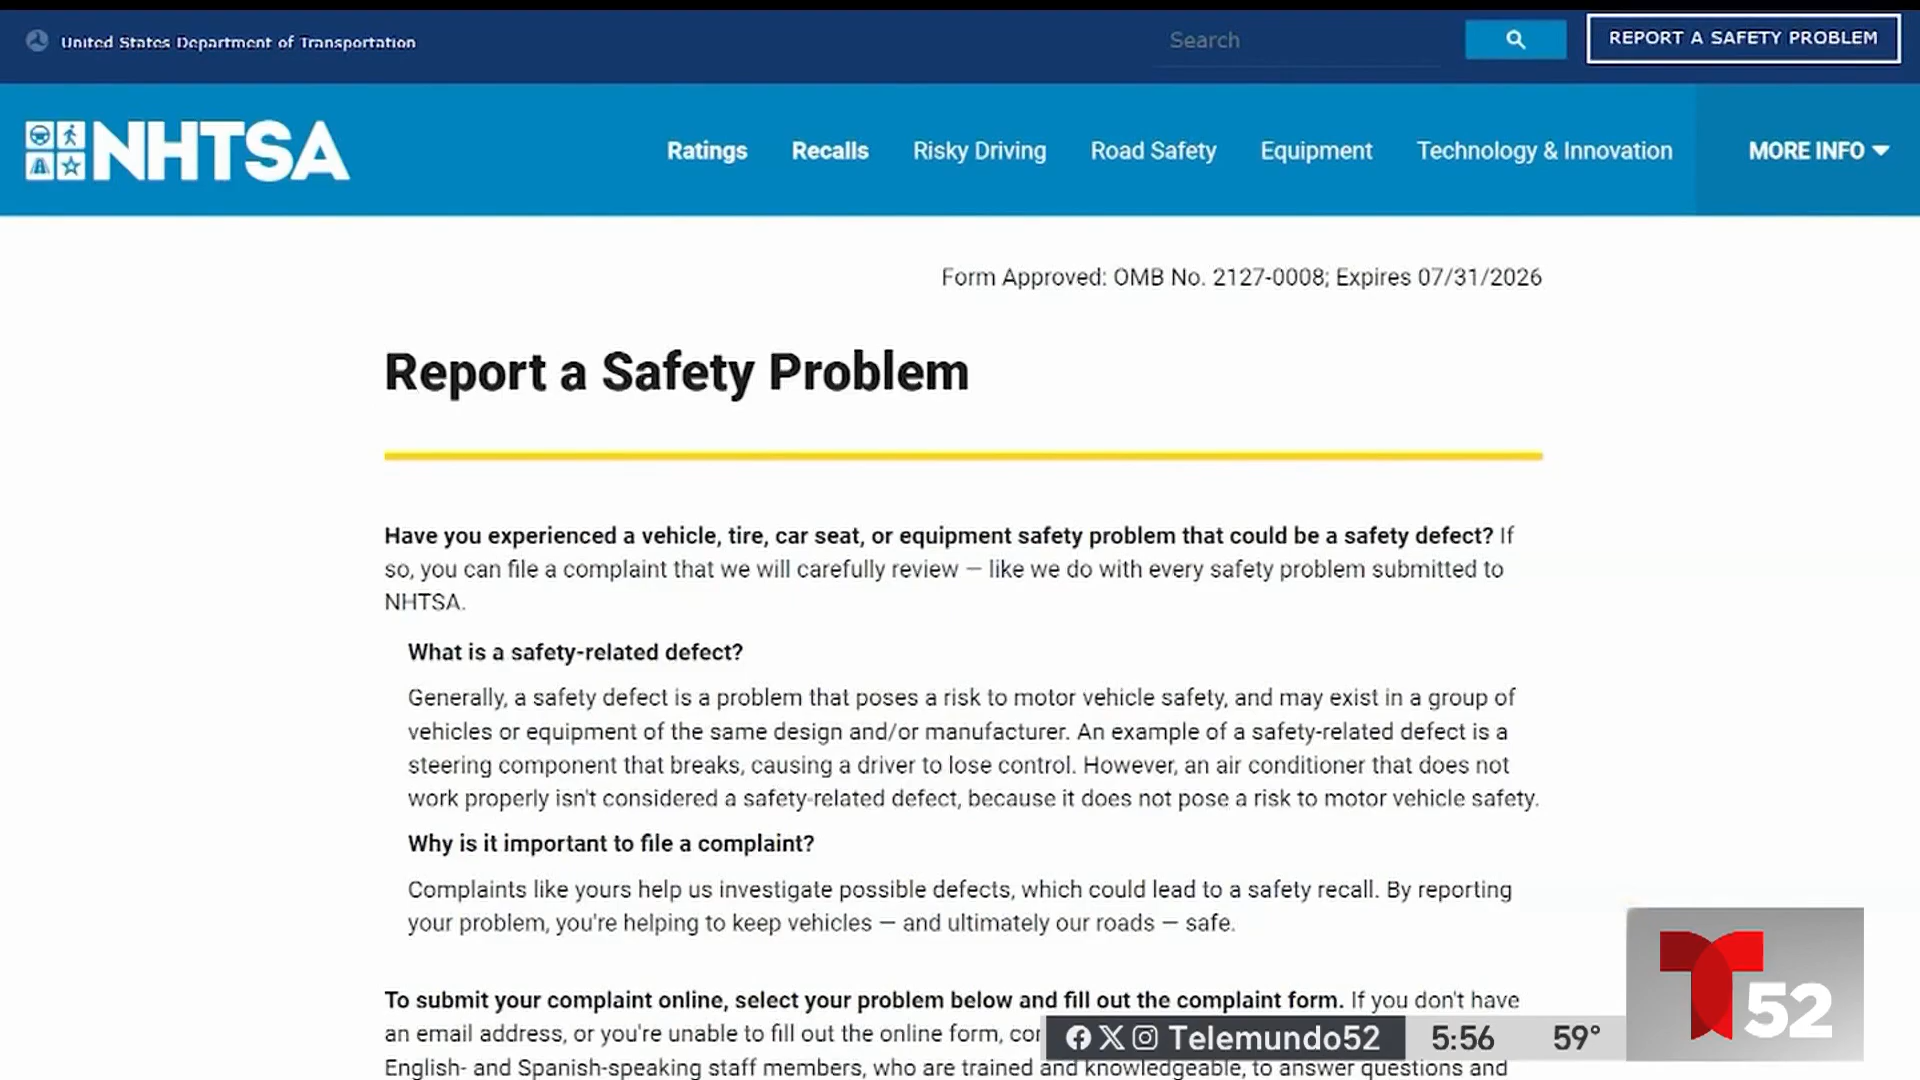 United States Department of Transportation
Search
REPORT A SAFETY PROBLEM
NHTSA
Ratings
Recalls
Risky Driving
Road Safety
Equipment
Technology & Innovation
MORE INFO
Form Approved: OMB No. 2127-0008; Expires 07/31/2026
Report a Safety Problem
Have you experienced a vehicle, tire, car seat, or equipment safety problem that could be a safety defect? If
so, you can file a complaint that we will carefully review — like we do with every safety problem submitted to
NHTSA.
What is a safety-related defect?
Generally, a safety defect is a problem that poses a risk to motor vehicle safety, and may exist in a group of
vehicles or equipment of the same design and/or manufacturer. An example of a safety-related defect is a
steering component that breaks, causing a driver to lose control. However, an air conditioner that does not
work properly isn't considered a safety-related defect, because it does not pose a risk to motor vehicle safety.
Why is it important to file a complaint?
Complaints like yours help us investigate possible defects, which could lead to a safety recall. By reporting
your problem, you're helping to keep vehicles — and ultimately our roads — safe.
To submit your complaint online, select your problem below and fill out the complaint form. If you don't have
an email address, or you're unable to fill out the online form,
English- and Spanish-speaking staff members, who are trained and knowledgeable, to answer questions and
Telemundo52
5:56
59°
52